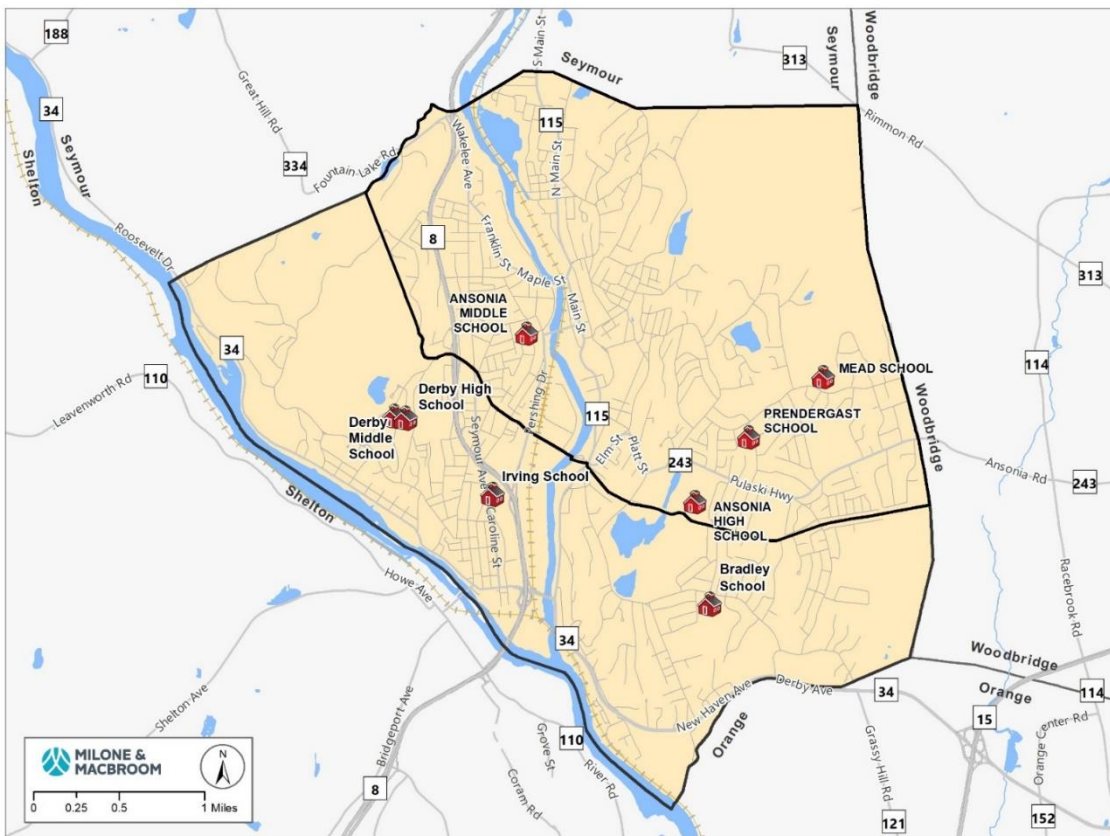 188
Great Hill Rd
S Main St
Seymour
313
Seymour
Woodbridge
34
Seymour
Shelton
334
Fountain Lake Rd
Wakelee Ave
115
N Main St
Rimmon Rd
Roosevelt Dr
8
Franklin St
Maple St
Main St
313
ANSONIA
MIDDLE
SCHOOL
34
110
Leavenworth Rd
114
MEAD SCHOOL
Derby High
School
Pershing Dr
115
Woodbridge
PRENDERGAST
SCHOOL
Derby
Middle
School
Seymour Ave
Elm St
Platt St
243
Pulaski Hwy
Ansonia Rd
243
Irving School
Shelton
Caroline St
ANSONIA
HIGH
SCHOOL
Howe Ave
Bradley
School
Racebrook Rd
34
Woodbridge
Orange
Shelton Ave
Bridgeport Ave
New Haven Ave
Derby Ave
34
114
Orange
15
Orange Center Rd
110
Grove St
River Rd
Coram Rd
Grassy Hill Rd
MILONE &
MACBROOM
N
0 0.25 0.5 1 Miles
8
121
152